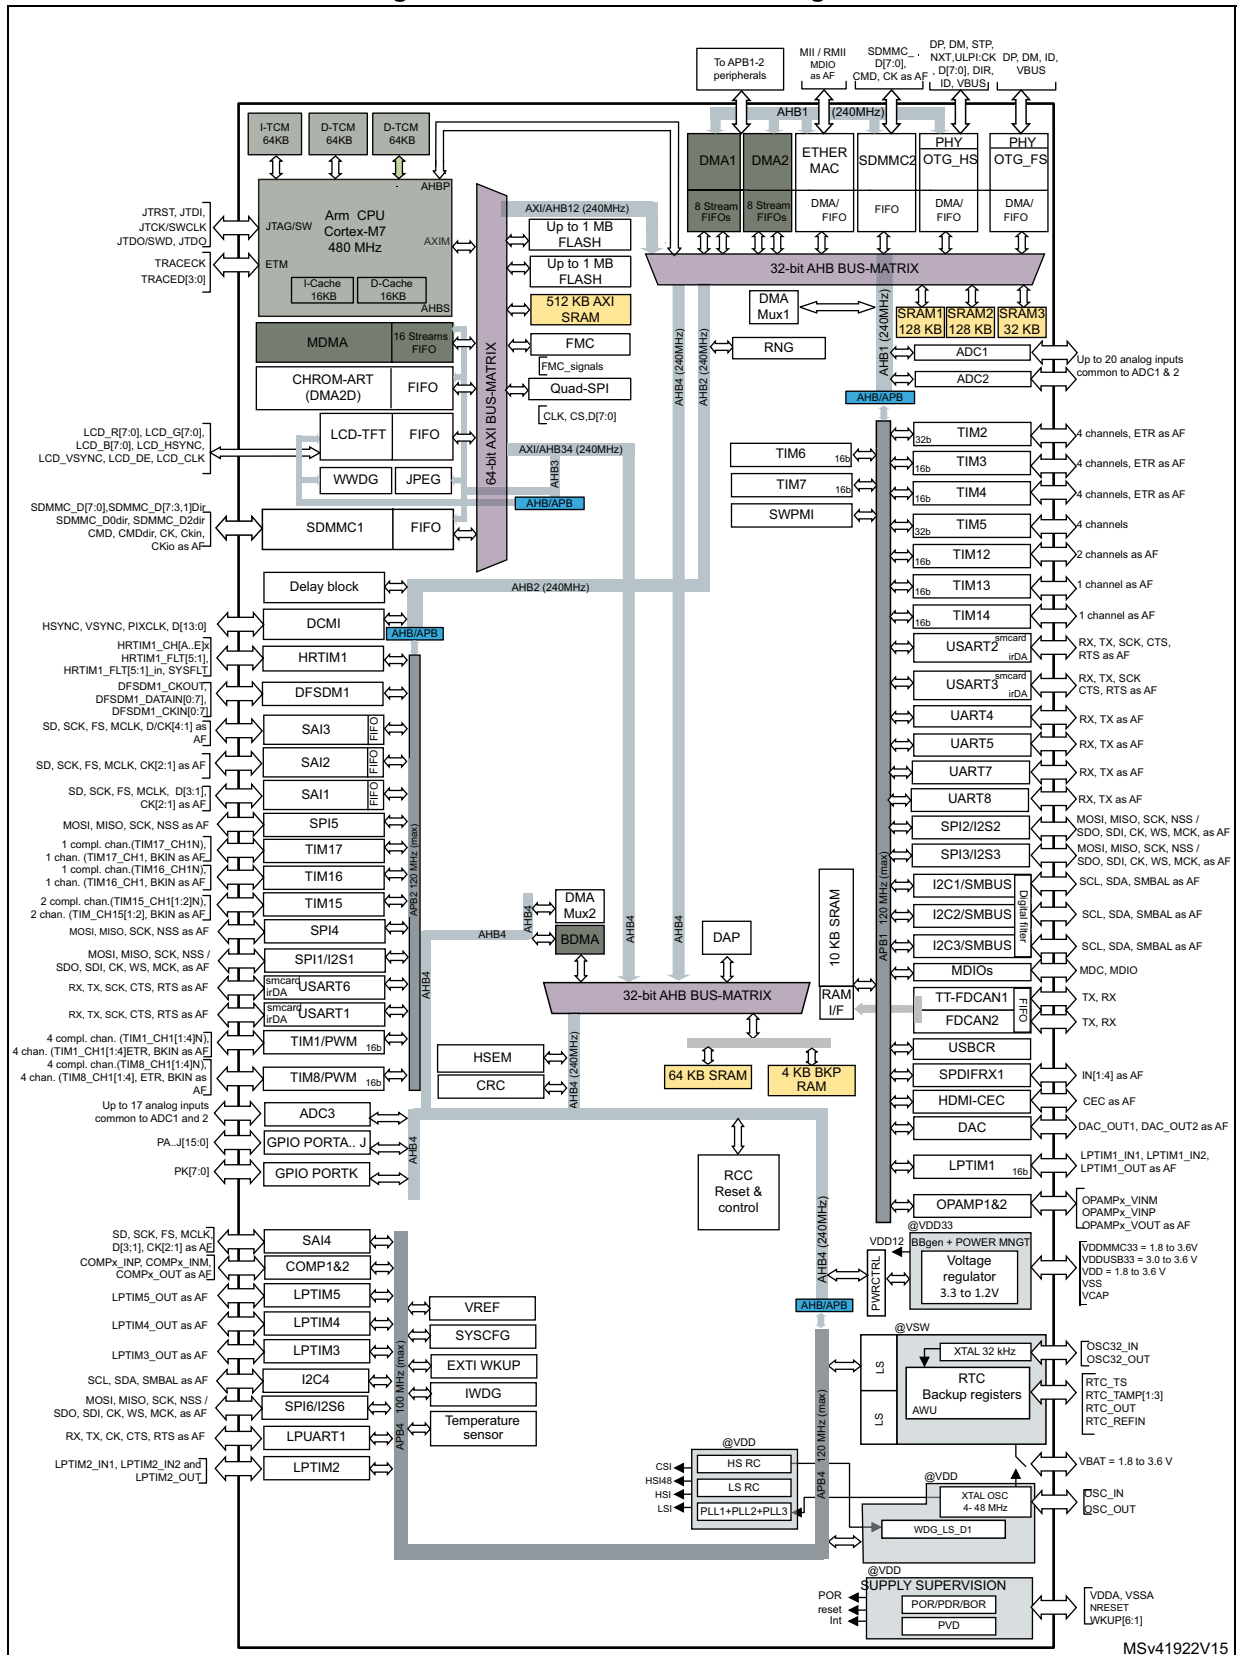 To APB1-2
peripherals
MII / RMII
MDIO
as AF
SDMMC_
D[7:0],
CMD, CK as AF
DP, DM, STP,
NXT,ULPI:CK
, D[7:0], DIR,
ID, VBUS
DP, DM, ID,
VBUS
AHB1 (240MHz)
I-TCM
64KB
D-TCM
64KB
D-TCM
64KB
DMA1
DMA2
ETHER
MAC
SDMMC2
PHY
OTG_HS
PHY
OTG_FS
8 Stream
FIFOs
8 Stream
FIFOs
DMA/
FIFO
FIFO
DMA/
FIFO
DMA/
FIFO
AHBP
Arm CPU
Cortex-M7
480 MHz
JTAG/SW
AXIM
ETM
I-Cache
16KB
D-Cache
16KB
AHBS
JTRST, JTDI,
JTCK/SWCLK
JTDO/SWD, JTDO
TRACECK
TRACED[3:0]
AXI/AHB12 (240MHz)
Up to 1 MB
FLASH
Up to 1 MB
FLASH
512 KB AXI
SRAM
FMC
FMC_signals
Quad-SPI
CLK, CS,D[7:0]
64-bit AXI BUS-MATRIX
32-bit AHB BUS-MATRIX
DMA
Mux1
RNG
AHB1 (240MHz)
AHB4 (240MHz)
AHB2 (240MHz)
SRAM1
128 KB
SRAM2
128 KB
SRAM3
32 KB
ADC1
ADC2
Up to 20 analog inputs
common to ADC1 & 2
AHB/APB
MDMA
16 Streams
FIFO
CHROM-ART
(DMA2D)
FIFO
LCD-TFT
FIFO
WWDG
JPEG
SDMMC1
FIFO
LCD_R[7:0], LCD_G[7:0],
LCD_B[7:0], LCD_HSYNC,
LCD_VSYNC, LCD_DE, LCD_CLK
SDMMC_D[7:0],SDMMC_D[7:3,1]Dir
SDMMC_D0dir, SDMMC_D2dir
CMD, CMDdir, CK, Ckin,
CKio as AF
AXI/AHB34 (240MHz)
AHB3
AHB/APB
TIM6
16b
TIM7
16b
SWPMI
TIM2
32b
4 channels, ETR as AF
TIM3
16b
4 channels, ETR as AF
TIM4
16b
4 channels, ETR as AF
TIM5
32b
4 channels
TIM12
16b
2 channels as AF
TIM13
16b
1 channel as AF
TIM14
16b
1 channel as AF
USART2
smcard
irDA
RX, TX, SCK, CTS,
RTS as AF
USART3
smcard
irDA
RX, TX, SCK
CTS, RTS as AF
UART4
RX, TX as AF
UART5
RX, TX as AF
UART7
RX, TX as AF
UART8
RX, TX as AF
SPI2/I2S2
MOSI, MISO, SCK, NSS /
SDO, SDI, CK, WS, MCK, as AF
SPI3/I2S3
MOSI, MISO, SCK, NSS /
SDO, SDI, CK, WS, MCK, as AF
I2C1/SMBUS
SCL, SDA, SMBAL as AF
I2C2/SMBUS
SCL, SDA, SMBAL as AF
I2C3/SMBUS
SCL, SDA, SMBAL as AF
Digital filter
MDIOs
MDC, MDIO
TT-FDCAN1
TX, RX
FDCAN2
TX, RX
FIFO
USBCR
SPDIFRX1
IN[1:4] as AF
HDMI-CEC
CEC as AF
DAC
DAC_OUT1, DAC_OUT2 as AF
LPTIM1
16b
LPTIM1_IN1, LPTIM1_IN2,
LPTIM1_OUT as AF
OPAMP1&2
OPAMPx_VINM
OPAMPx_VINP
OPAMPx_VOUT as AF
APB1 120 MHz (max)
10 KB SRAM
RAM
I/F
AHB2 (240MHz)
Delay block
DCMI
HSYNC, VSYNC, PIXCLK, D[13:0]
AHB/APB
HRTIM1
HRTIM1_CH[A..E]x
HRTIM1_FLT[5:1],
HRTIM1_FLT[5:1]_in, SYSFLT
DFSDM1
DFSDM1_CKOUT,
DFSDM1_DATAIN[0:7],
DFSDM1_CKIN[0:7]
SAI3
FIFO
SD, SCK, FS, MCLK, D/CK[4:1] as
AF
SAI2
FIFO
SD, SCK, FS, MCLK, CK[2:1] as AF
SAI1
FIFO
SD, SCK, FS, MCLK, D[3:1],
CK[2:1] as AF
SPI5
MOSI, MISO, SCK, NSS as AF
TIM17
1 compl. chan.(TIM17_CH1N),
1 chan. (TIM17_CH1, BKIN as AF
TIM16
1 compl. chan.(TIM16_CH1N),
1 chan. (TIM16_CH1, BKIN as AF
TIM15
2 compl. chan.(TIM15_CH1[1:2]N),
2 chan. (TIM_CH15[1:2], BKIN as AF
SPI4
MOSI, MISO, SCK, NSS as AF
SPI1/I2S1
MOSI, MISO, SCK, NSS /
SDO, SDI, CK, WS, MCK, as AF
smcard
irDA
USART6
RX, TX, SCK, CTS, RTS as AF
smcard
irDA
USART1
RX, TX, SCK, CTS, RTS as AF
TIM1/PWM
16b
4 compl. chan. (TIM1_CH1[1:4]N),
4 chan. (TIM1_CH1[1:4]ETR, BKIN as AF
TIM8/PWM
16b
4 compl. chan.(TIM8_CH1[1:4]N),
4 chan. (TIM8_CH1[1:4], ETR, BKIN as
AF
APB2 120 MHz (max)
ADC3
Up to 17 analog inputs
common to ADC1 and 2
GPIO PORTA.. J
PA..J[15:0]
GPIO PORTK
PK[7:0]
AHB4
AHB4
AHB4
AHB4
AHB4
AHB4
DMA
Mux2
BDMA
DAP
32-bit AHB BUS-MATRIX
HSEM
CRC
AHB4 (240MHz)
64 KB SRAM
4 KB BKP
RAM
RCC
Reset &
control
AHB4 (240MHz)
AHB/APB
@VDD33
VDD12
BBgen + POWER MNGT
PWRCTRL
Voltage
regulator
3.3 to 1.2V
VDDMMC33 = 1.8 to 3.6V
VDDUSB33 = 3.0 to 3.6 V
VDD = 1.8 to 3.6 V
VSS
VCAP
SAI4
SD, SCK, FS, MCLK,
D[3;1], CK[2:1] as AF
COMP1&2
COMPx_INP, COMPx_INM,
COMPx_OUT as AF
LPTIM5
LPTIM5_OUT as AF
LPTIM4
LPTIM4_OUT as AF
LPTIM3
LPTIM3_OUT as AF
I2C4
SCL, SDA, SMBAL as AF
SPI6/I2S6
MOSI, MISO, SCK, NSS /
SDO, SDI, CK, WS, MCK, as AF
LPUART1
RX, TX, CK, CTS, RTS as AF
LPTIM2
LPTIM2_IN1, LPTIM2_IN2 and
LPTIM2_OUT
APB4 100 MHz (max)
VREF
SYSCFG
EXTI WKUP
IWDG
Temperature
sensor
@VSW
LS
LS
XTAL 32 kHz
RTC
Backup registers
AWU
OSC32_IN
OSC32_OUT
RTC_TS
RTC_TAMP[1:3]
RTC_OUT
RTC_REFIN
VBAT = 1.8 to 3.6 V
APB4 120 MHz (max)
@VDD
HS RC
LS RC
PLL1+PLL2+PLL3
CSI
HSI48
HSI
LSI
@VDD
XTAL OSC
4- 48 MHz
WDG_LS_D1
OSC_IN
OSC_OUT
@VDD
SUPPLY SUPERVISION
POR/PDR/BOR
PVD
POR
reset
Int
VDDA, VSSA
NRESET
WKUP[6:1]
MSv41922V15